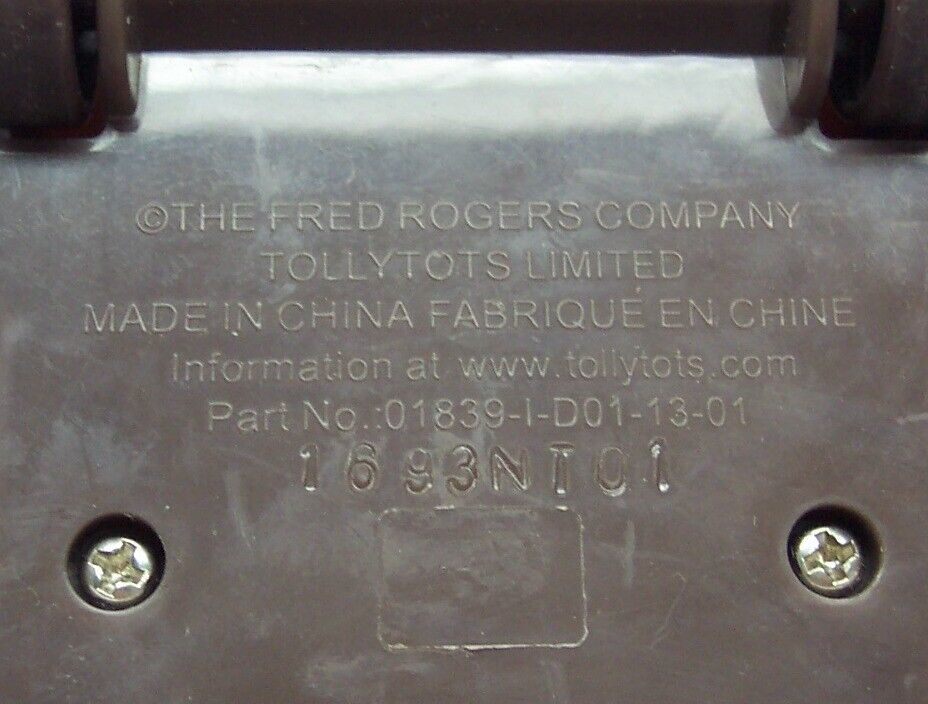 ©THE FRED ROGERS COMPANY
TOLLYTOTS LIMITED
MADE IN CHINA FABRIQUÉ EN CHINE
Information at www.tollytots.com
Part No.:01839-I-D01-13-01
1693NT01